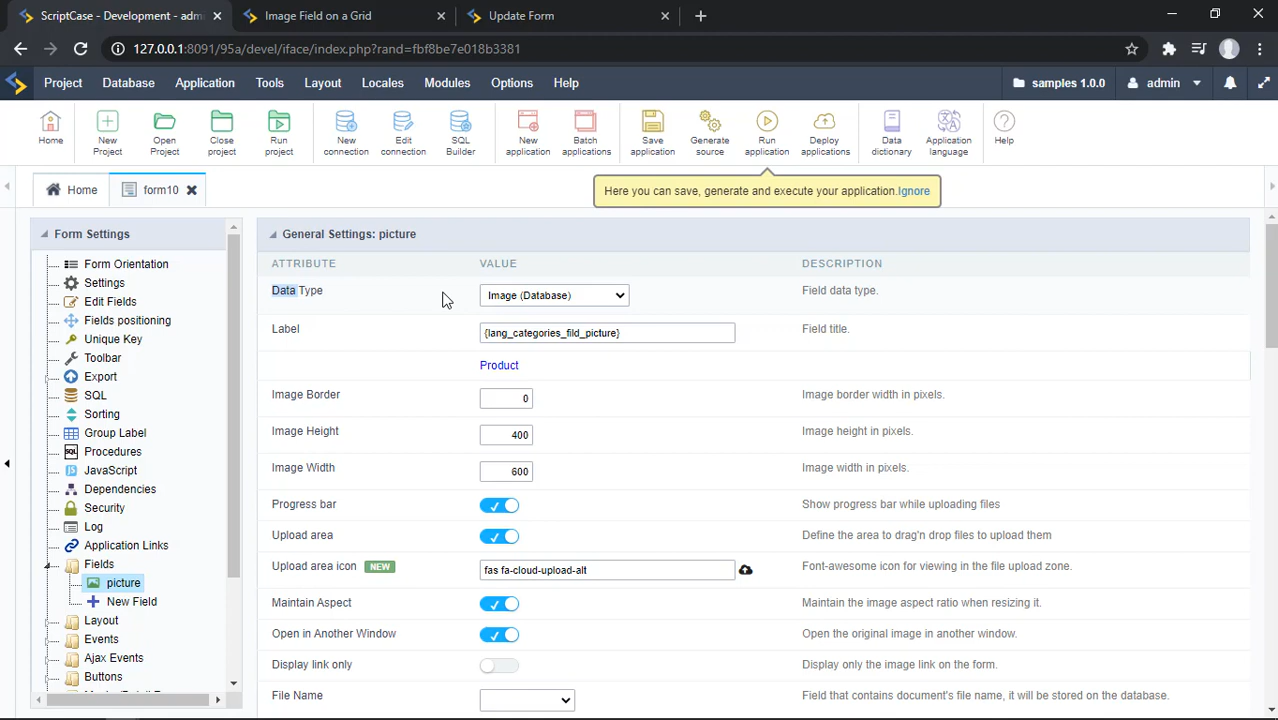 ScriptCase - Development - adm
Image Field on a Grid
Update Form
127.0.0.1:8091/95a/devel/iface/index.php?rand=fbf8be7e018b3381
Project Database Application Tools Layout Locales Modules Options Help samples 1.0.0 admin
Home
New Project
Open Project
Close project
Run project
New connection
Edit connection
SQL Builder
New application
Batch applications
Save application
Generate source
Run application
Deploy applications
Data dictionary
Application language
Help
Home
form10
Here you can save, generate and execute your application.Ignore
Form Settings
Form Orientation
Settings
Edit Fields
Fields positioning
Unique Key
Toolbar
Export
SQL
Sorting
Group Label
Procedures
JavaScript
Dependencies
Security
Log
Application Links
Fields
picture
New Field
Layout
Events
Ajax Events
Buttons
General Settings: picture
ATTRIBUTE VALUE DESCRIPTION
Data Type Image (Database) Field data type.
Label {lang_categories_fild_picture} Field title.
Product
Image Border 0 Image border width in pixels.
Image Height 400 Image height in pixels.
Image Width 600 Image width in pixels.
Progress bar Show progress bar while uploading files
Upload area Define the area to drag'n drop files to upload them
Upload area icon NEW fas fa-cloud-upload-alt Font-awesome icon for viewing in the file upload zone.
Maintain Aspect Maintain the image aspect ratio when resizing it.
Open in Another Window Open the original image in another window.
Display link only Display only the image link on the form.
File Name Field that contains document's file name, it will be stored on the database.